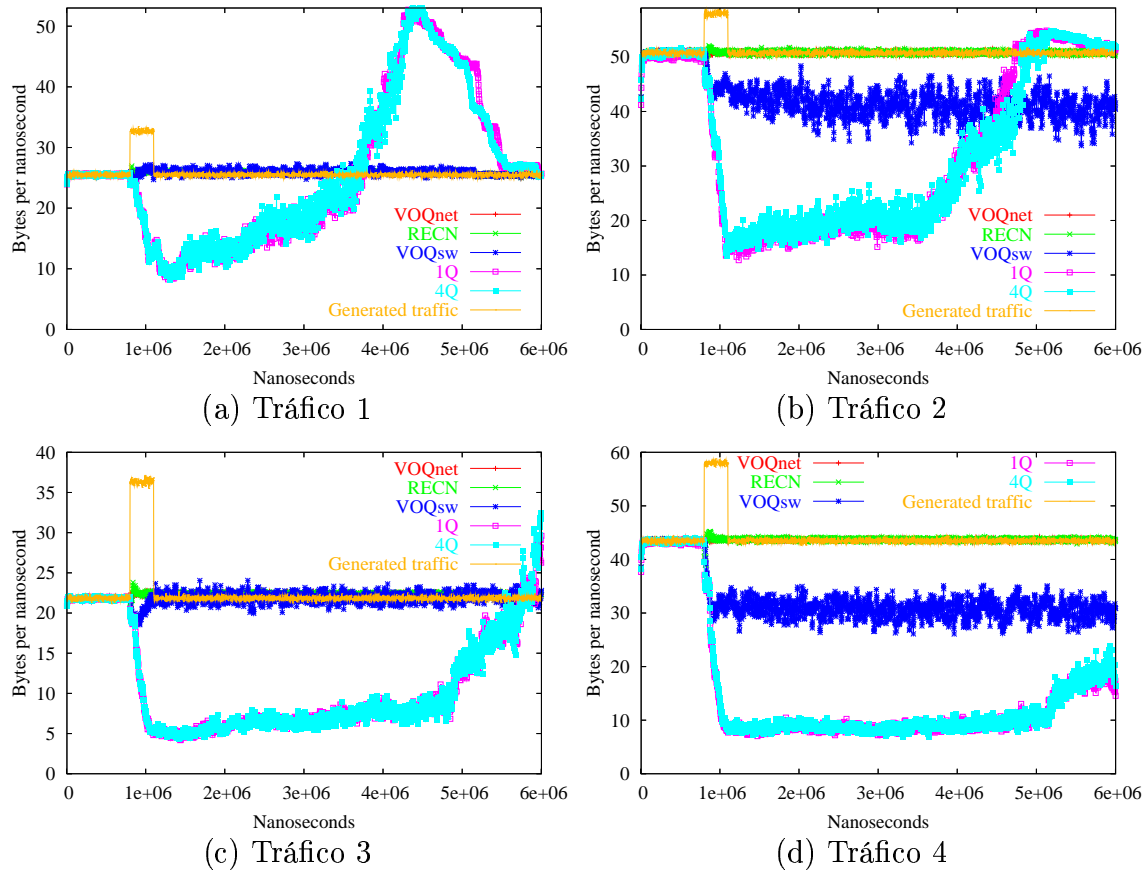 50
40
30
20
10
0
Bytes per nanosecond
VOQnet
RECN
VOQsw
1Q
4Q
Generated traffic
0 1e+06 2e+06 3e+06 4e+06 5e+06 6e+06
Nanoseconds
(a) Tráfico 1
50
40
30
20
10
0
Bytes per nanosecond
VOQnet
RECN
VOQsw
1Q
4Q
Generated traffic
0 1e+06 2e+06 3e+06 4e+06 5e+06 6e+06
Nanoseconds
(b) Tráfico 2
40
35
30
25
20
15
10
5
0
Bytes per nanosecond
VOQnet
RECN
VOQsw
1Q
4Q
Generated traffic
0 1e+06 2e+06 3e+06 4e+06 5e+06 6e+06
Nanoseconds
(c) Tráfico 3
60
50
40
30
20
10
0
Bytes per nanosecond
VOQnet
RECN
VOQsw
1Q
4Q
Generated traffic
0 1e+06 2e+06 3e+06 4e+06 5e+06 6e+06
Nanoseconds
(d) Tráfico 4